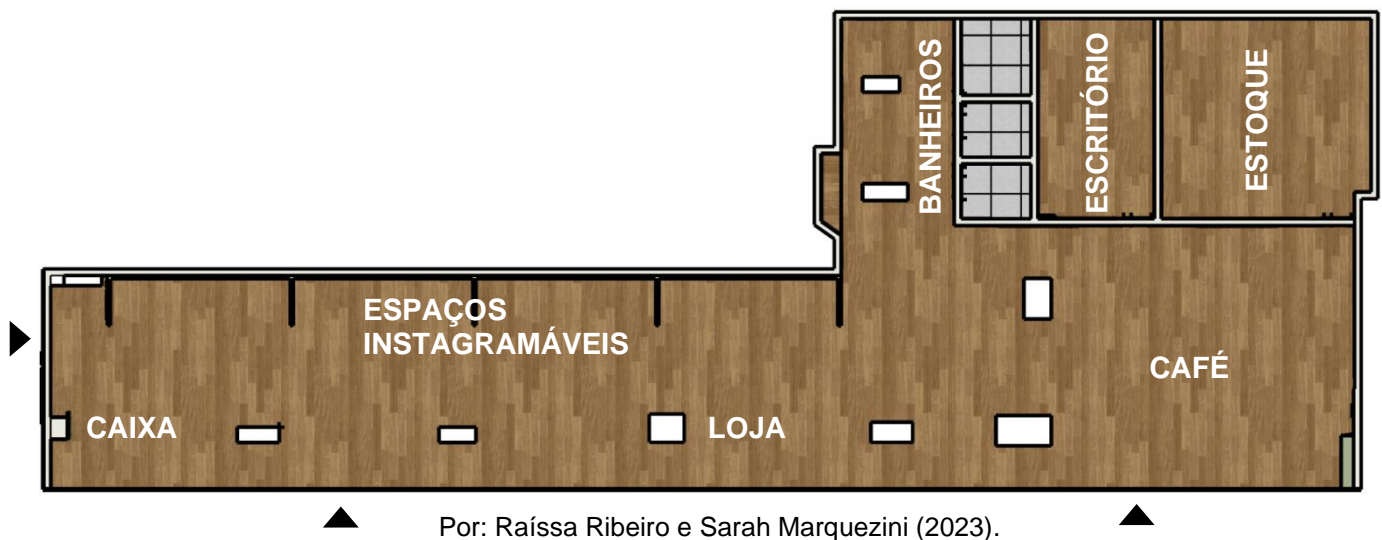 BANHEIROS
ESCRITÓRIO
ESTOQUE
ESPAÇOS
INSTAGRAMÁVEIS
CAFÉ
CAIXA
LOJA
Por: Raíssa Ribeiro e Sarah Marquezini (2023).